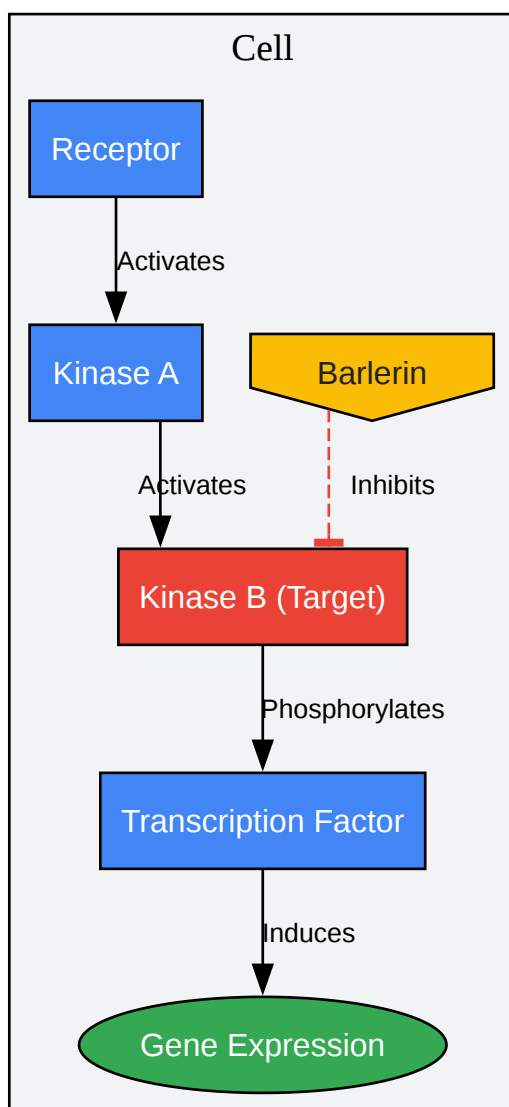 Cell
Receptor
Activates
Kinase A
Barlerin
Activates
Inhibits
Kinase B (Target)
Phosphorylates
Transcription Factor
Induces
Gene Expression